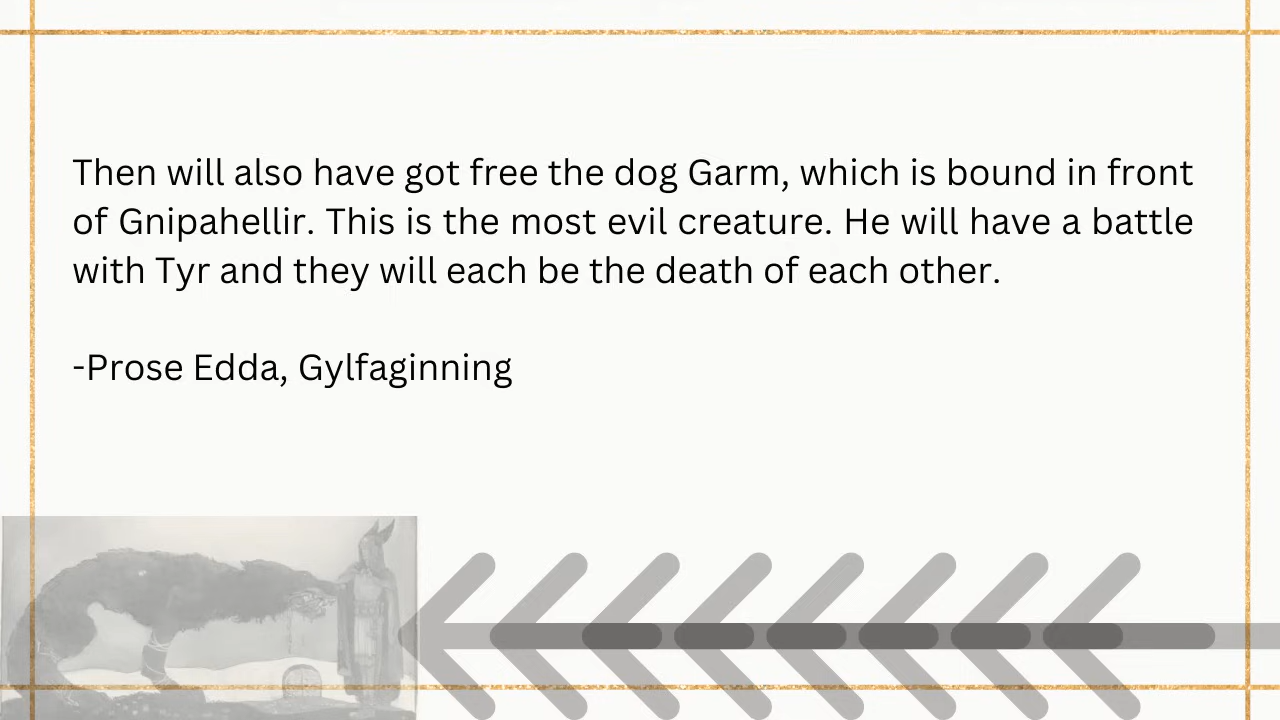 Then will also have got free the dog Garm, which is bound in front
of Gnipahellir. This is the most evil creature. He will have a battle
with Tyr and they will each be the death of each other.
-Prose Edda, Gylfaginning